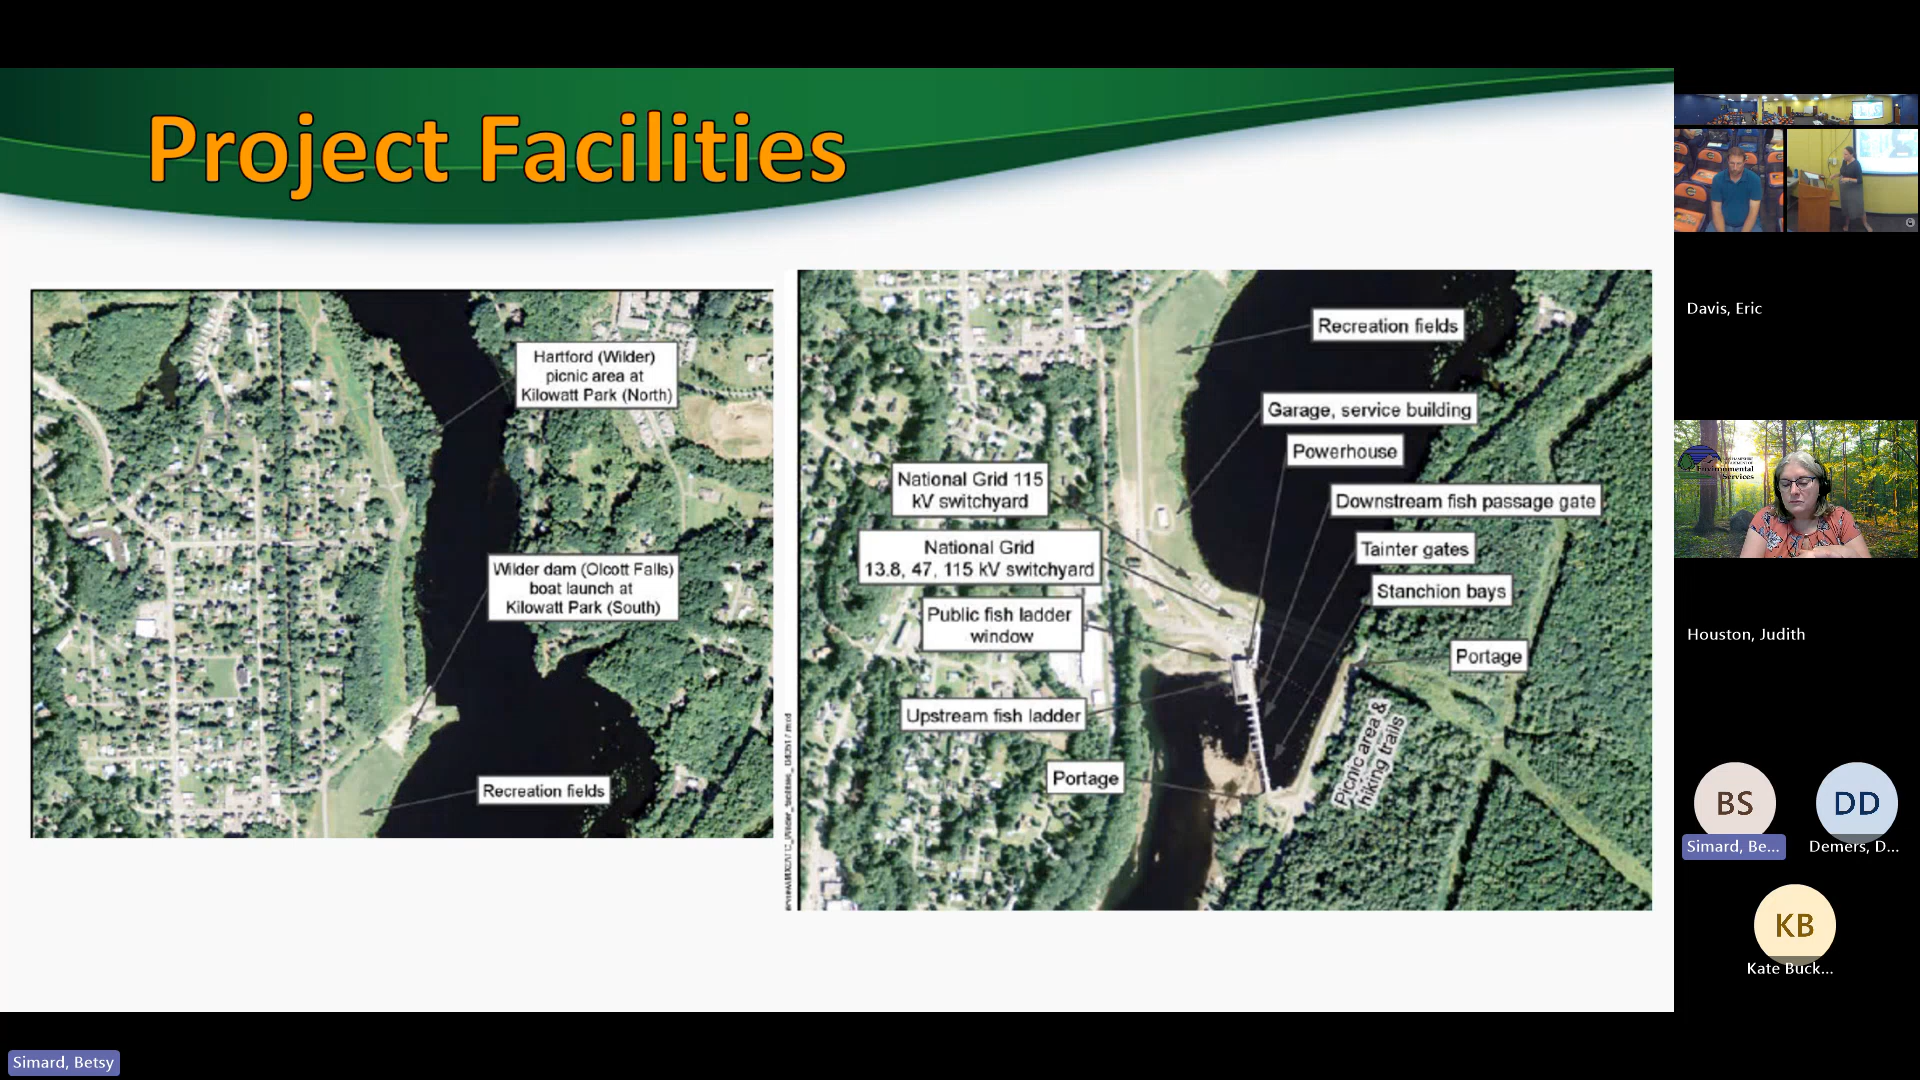 Project Facilities
Hartford (Wilder)
picnic area at
Kilowatt Park (North)
Wilder dam (Olcott Falls)
boat launch at
Kilowatt Park (South)
Recreation fields
Recreation fields
Garage, service building
Powerhouse
National Grid 115
kV switchyard
Downstream fish passage gate
National Grid
13.8, 47, 115 kV switchyard
Tainter gates
Stanchion bays
Public fish ladder
window
Portage
Upstream fish ladder
Picnic area &
hiking trails
Portage
Davis, Eric
Environmental
Services
Houston, Judith
BS
Simard, Be...
DD
Demers, D...
KB
Kate Buck...
Simard, Betsy